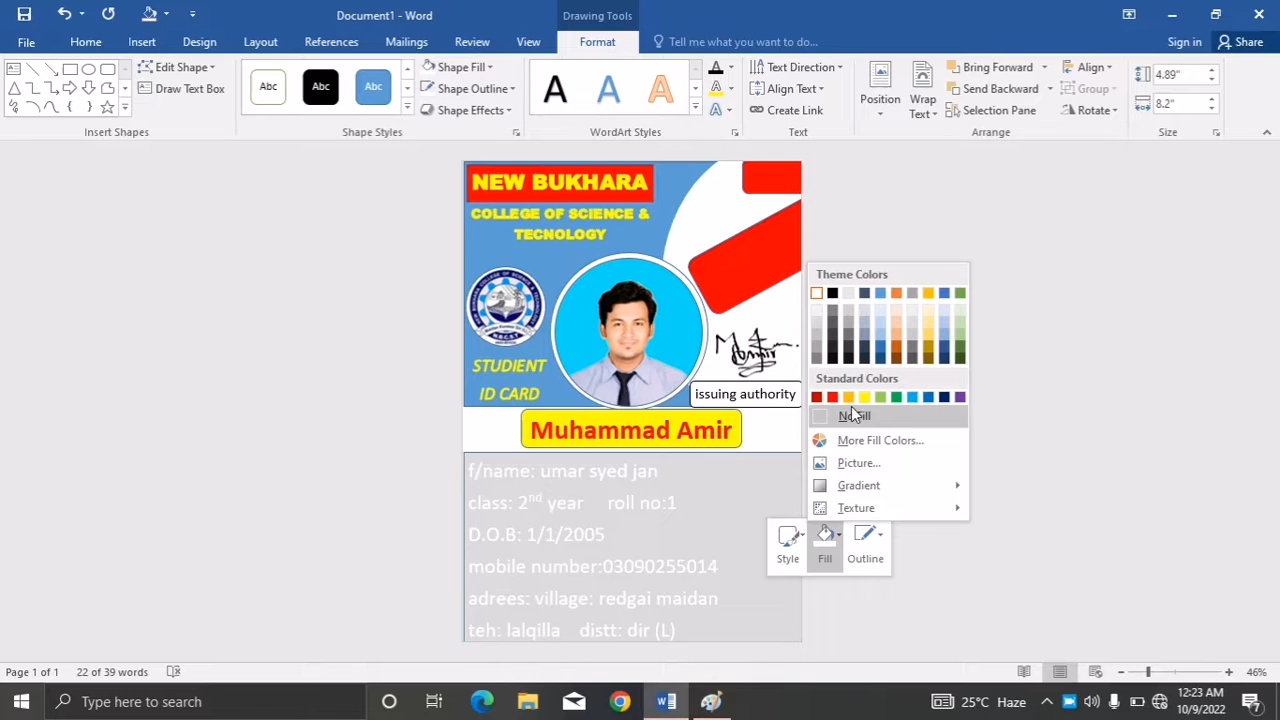 Document1 - Word
Drawing Tools
File
Home
Insert
Design
Layout
References
Mailings
Review
View
Format
Tell me what you want to do...
Sign in
Share
Edit Shape
Draw Text Box
Insert Shapes
Abc
Abc
Abc
Shape Fill
Shape Outline
Shape Effects
Shape Styles
A
A
A
WordArt Styles
Text Direction
Align Text
Create Link
Text
Position
Wrap Text
Bring Forward
Send Backward
Selection Pane
Align
Group
Rotate
Arrange
4.89"
8.2"
Size
NEW BUKHARA
COLLEGE OF SCIENCE &
TECNOLOGY
STUDENT
ID CARD
issuing authority
Muhammad Amir
f/name: umar syed jan
class: 2nd year roll no:1
D.O.B: 1/1/2005
mobile number:03090255014
adrees: village: redgai maidan
teh: lalqilla distt: dir (L)
Theme Colors
Standard Colors
No Fill
More Fill Colors...
Picture...
Gradient
Texture
Style
Fill
Outline
Page 1 of 1
22 of 39 words
46%
Type here to search
25°C Haze
12:23 AM
10/9/2022
7